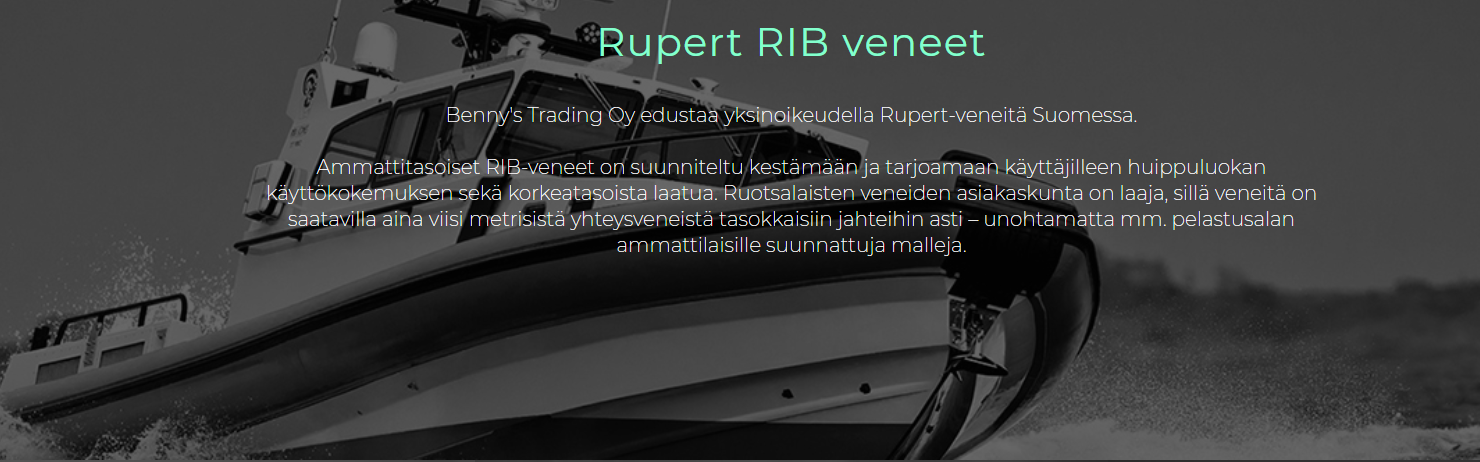 Rupert RIB veneet
Benny's Trading Oy edustaa yksinoikeudella Rupert-veneitä Suomessa.
Ammattitasoiset RIB-veneet on suunniteltu kestämään ja tarjoamaan käyttäjilleen huippuluokan
käyttökokemuksen sekä korkeatasoista laatua. Ruotsalaisten veneiden asiakaskunta on laaja, sillä veneitä on
saatavilla aina viisi metrisistä yhteysveneistä tasokkaisiin jahteihin asti – unohtamatta mm. pelastusalan
ammattilaisille suunnattuja malleja.